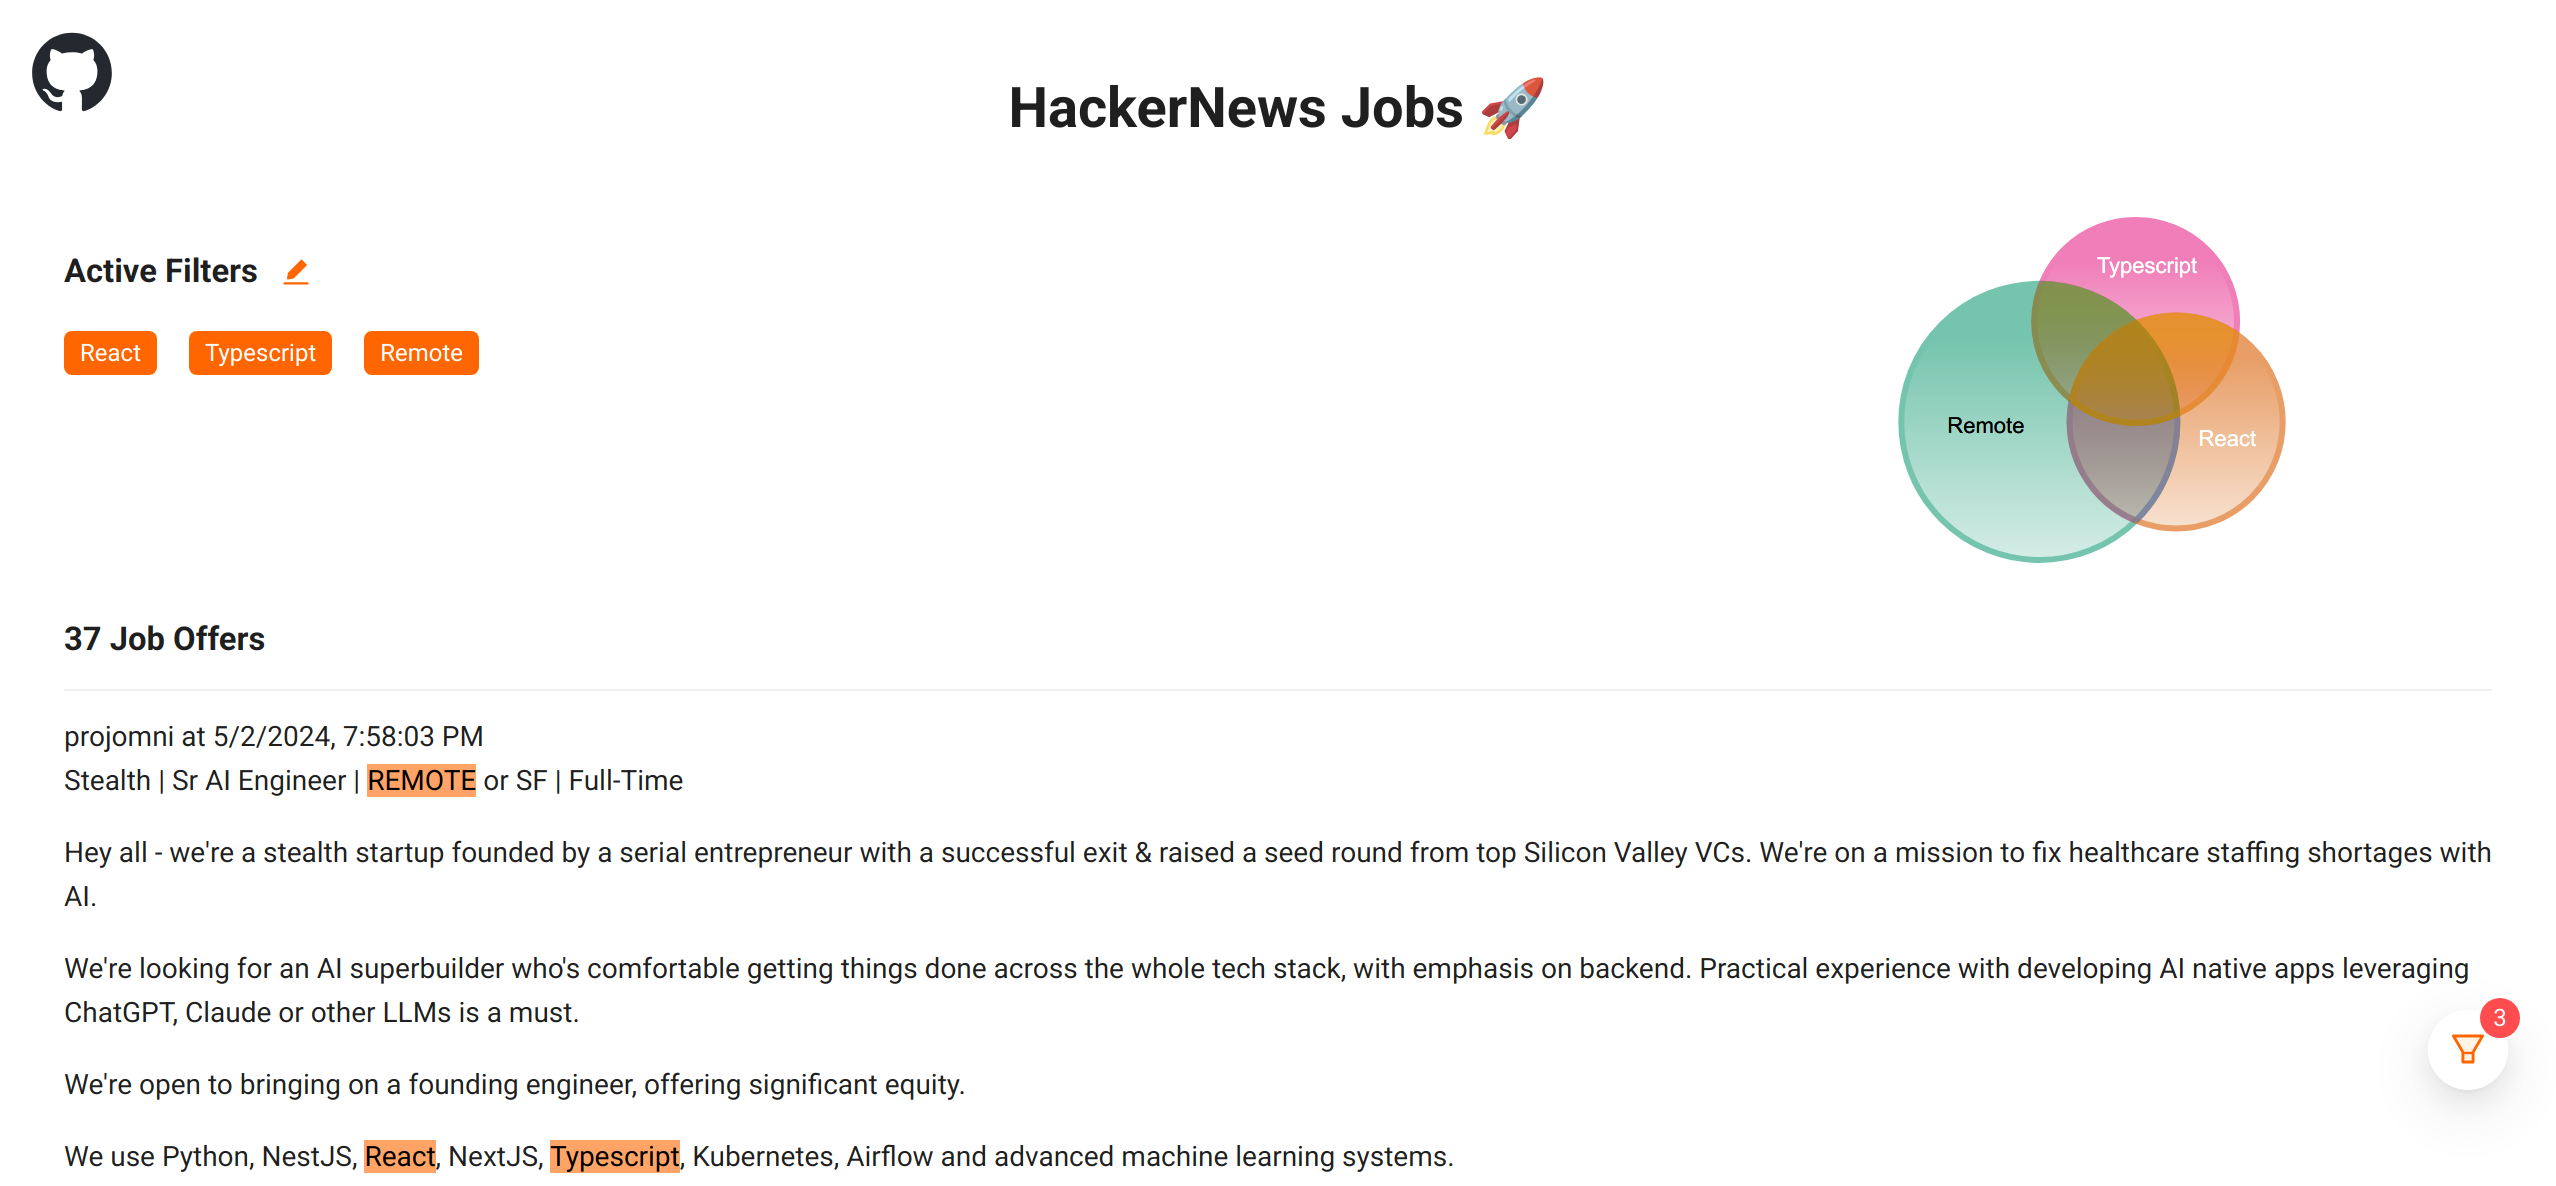 HackerNews Jobs 🚀
Active Filters
React Typescript Remote
Typescript
Remote
React
37 Job Offers
projomni at 5/2/2024, 7:58:03 PM
Stealth | Sr AI Engineer | REMOTE or SF | Full-Time
Hey all - we're a stealth startup founded by a serial entrepreneur with a successful exit & raised a seed round from top Silicon Valley VCs. We're on a mission to fix healthcare staffing shortages with
AI.
We're looking for an AI superbuilder who's comfortable getting things done across the whole tech stack, with emphasis on backend. Practical experience with developing AI native apps leveraging
ChatGPT, Claude or other LLMs is a must.
3
We're open to bringing on a founding engineer, offering significant equity.
We use Python, NestJS, React, NextJS, Typescript, Kubernetes, Airflow and advanced machine learning systems.